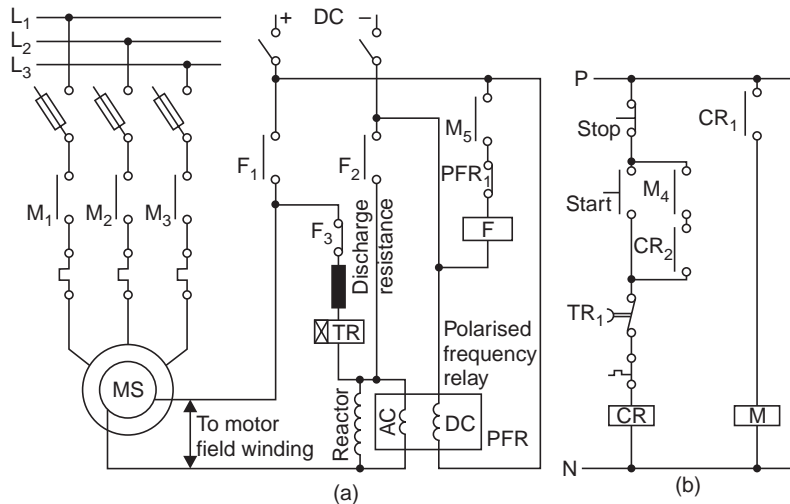 L1
L2
L3
+
DC
–
M1
M2
M3
F1
F2
F3
M5
PFR1
F
Discharge
resistance
TR
Polarised
frequency
relay
MS
To motor
field winding
Reactor
AC
DC
PFR
(a)
P
Stop
CR1
Start
M4
CR2
TR1
CR
M
N
(b)